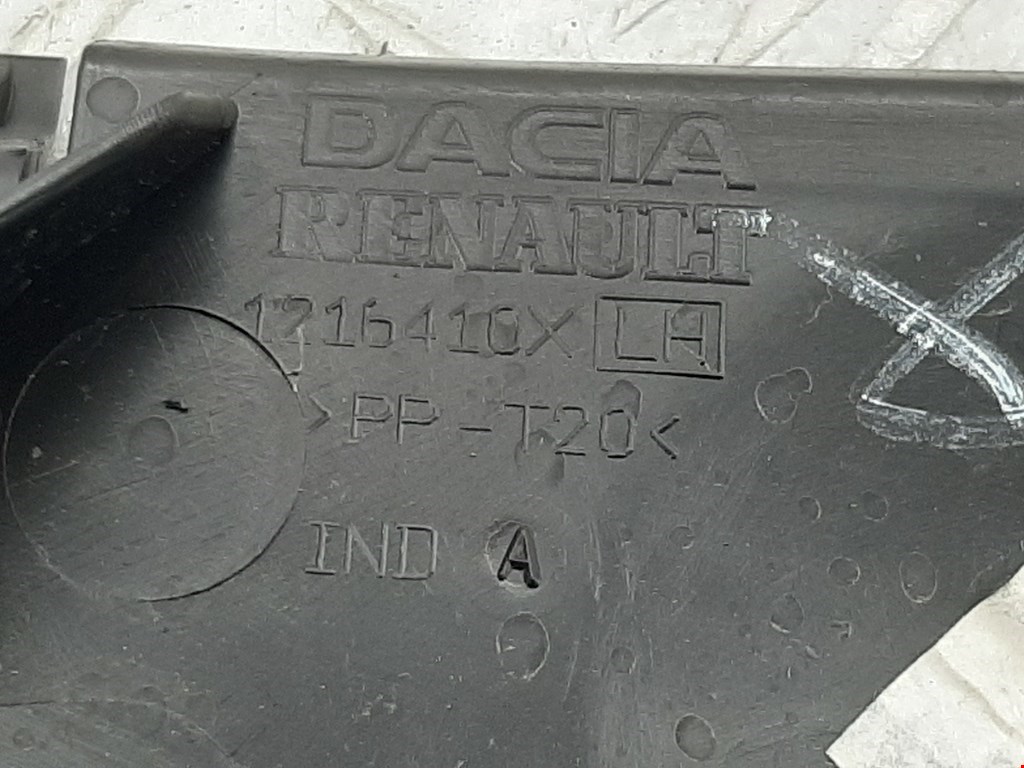 DACIA
RENAULT
1216410X LH
>PP-T20<
IND A